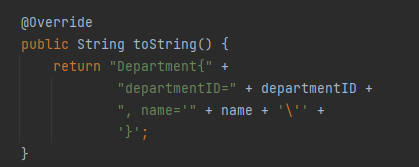 @Override
public String toString() {
    return "Department{" +
            "departmentID=" + departmentID +
            ", name='" + name + '\'' +
            '}';
}